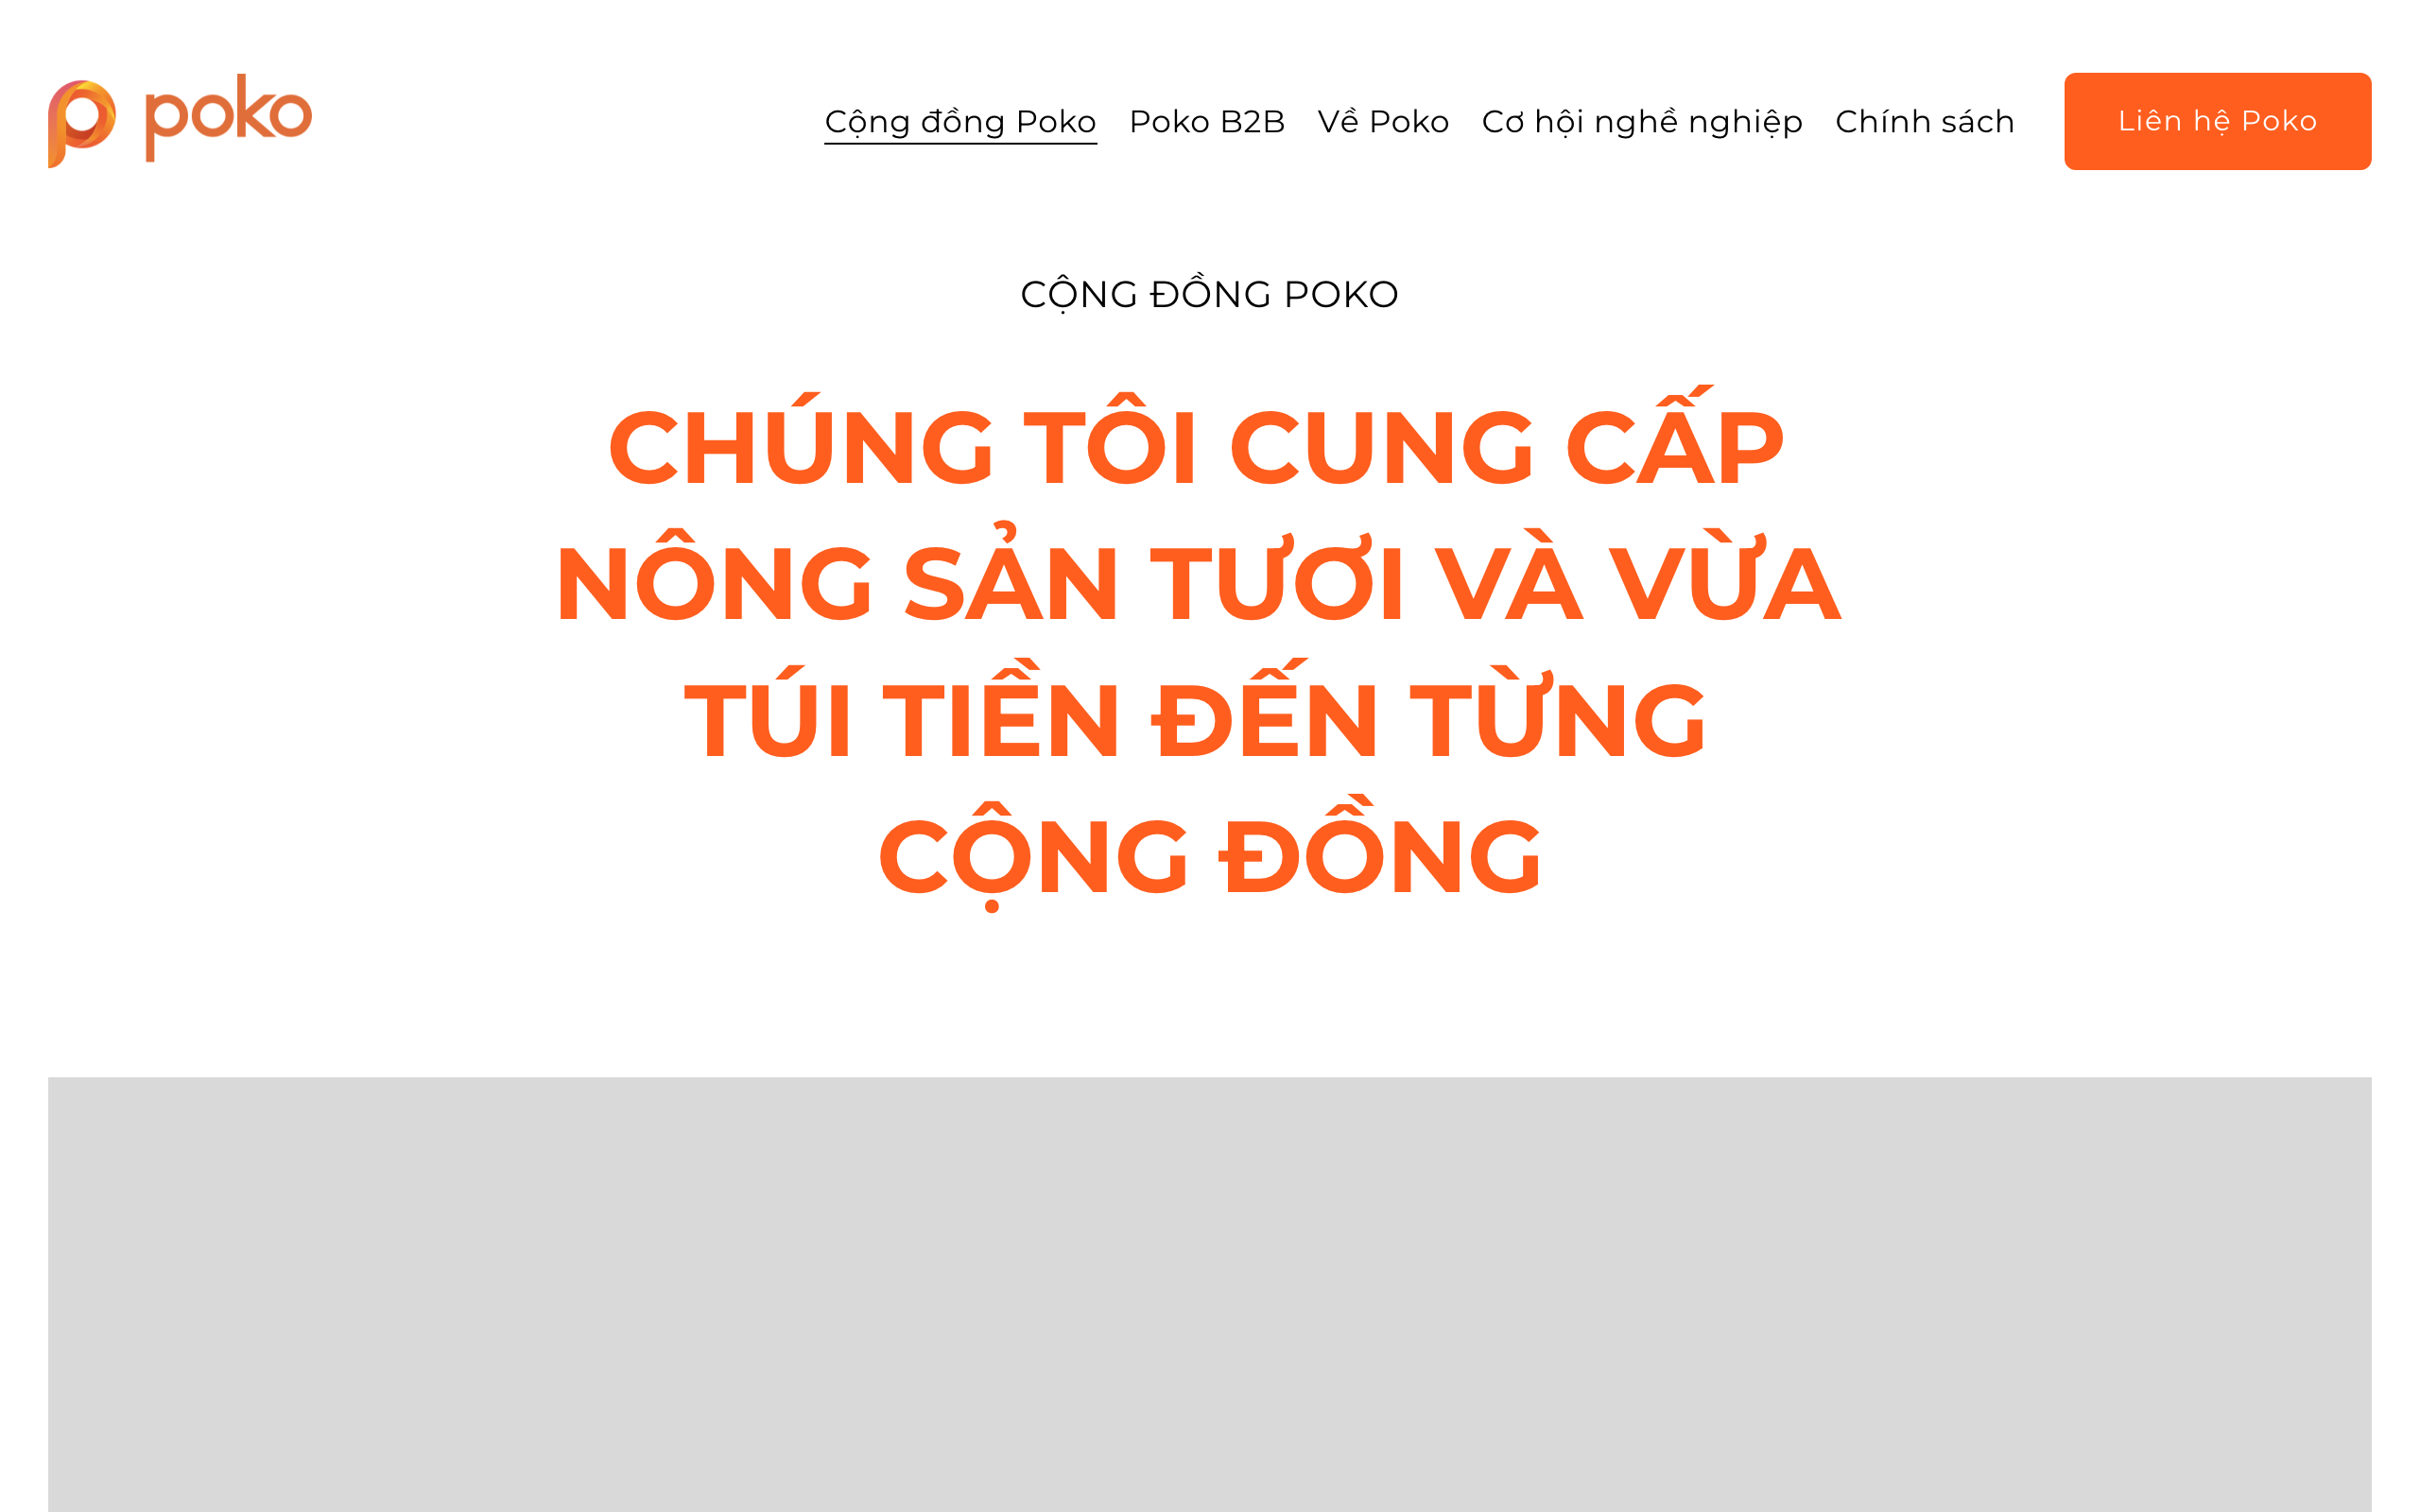 poko
Cộng đồng Poko Poko B2B Về Poko Cơ hội nghề nghiệp Chính sách Liên hệ Poko
CỘNG ĐỒNG POKO
CHÚNG TÔI CUNG CẤP
NÔNG SẢN TƯƠI VÀ VỪA
TÚI TIỀN ĐẾN TỪNG
CỘNG ĐỒNG